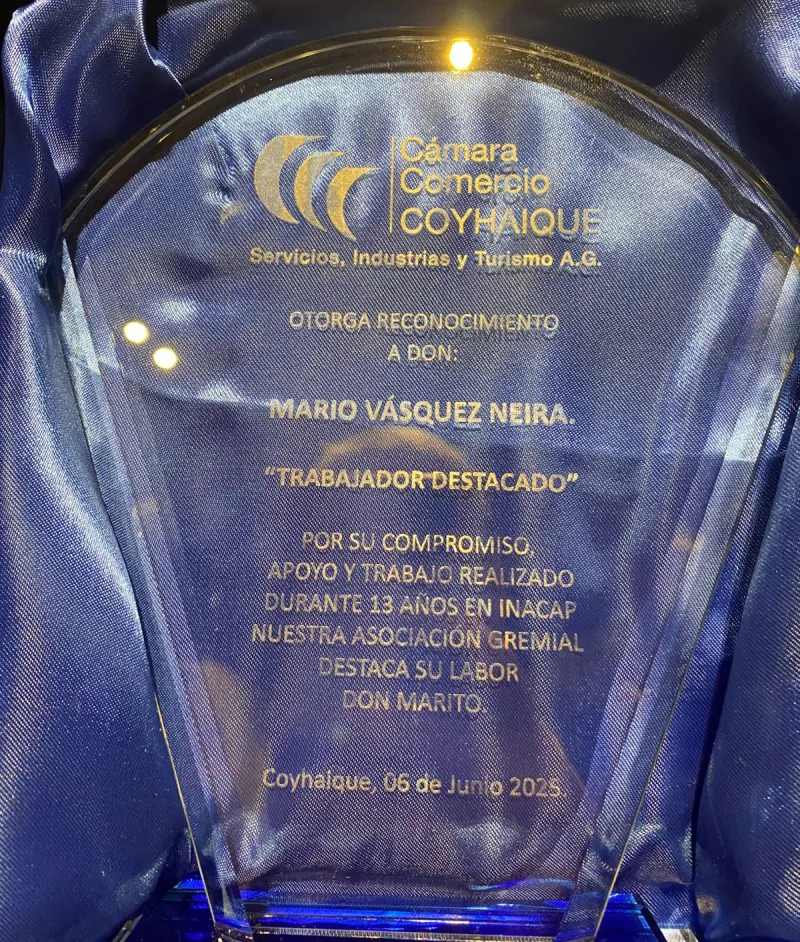 Cámara
Comercio
COYHAIQUE
Servicios, Industrias y Turismo A.G.
OTORGA RECONOCIMIENTO
A DON:
MARIO VÁSQUEZ NEIRA.
“TRABAJADOR DESTACADO”
POR SU COMPROMISO,
APOYO Y TRABAJO REALIZADO
DURANTE 13 AÑOS EN INACAP
NUESTRA ASOCIACIÓN GREMIAL
DESTACA SU LABOR
DON MARITO.
Coyhaique, 06 de Junio 2025.